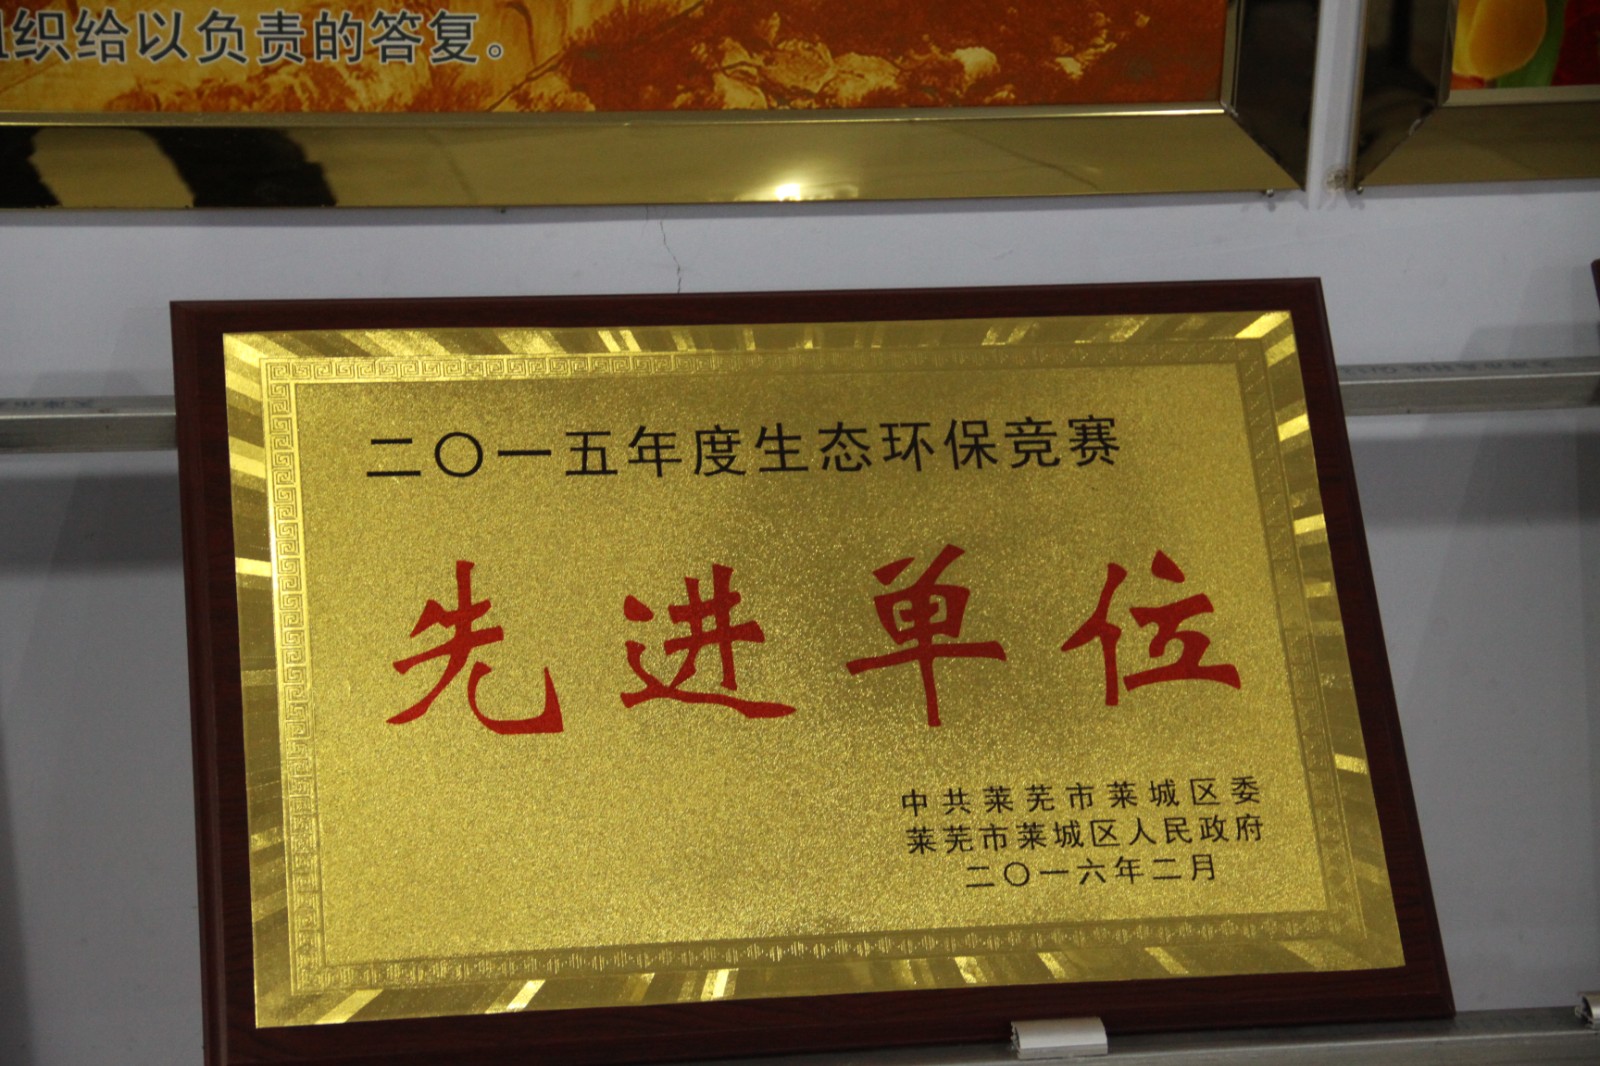 织给以负责的答复。
二〇一五年度生态环保竞赛
先进单位
中共莱芜市莱城区委
莱芜市莱城区人民政府
二〇一六年二月